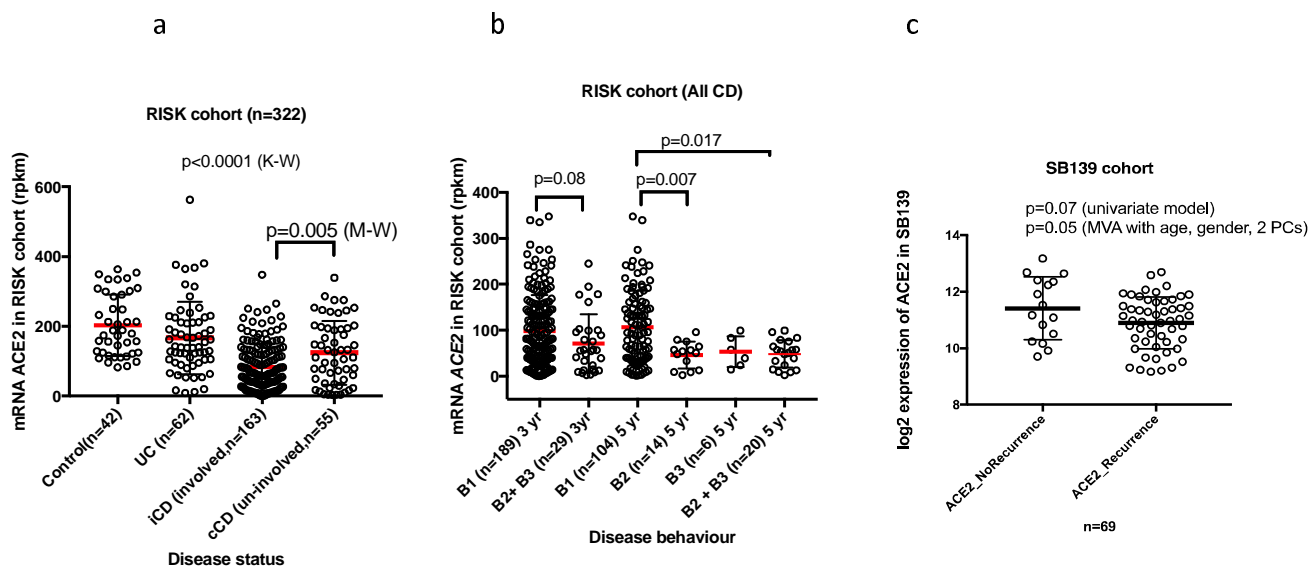 a
RISK cohort (n=322)
p<0.0001 (K-W)
p=0.005 (M-W)
mRNA ACE2 in RISK cohort (rpkm)
600
400
200
0
Control(n=42)
UC (n=62)
iCD (involved,n=163)
cCD (un-involved,n=55)
Disease status
b
RISK cohort (All CD)
p=0.017
p=0.08
p=0.007
mRNA ACE2 in RISK cohort (rpkm)
400
300
200
100
0
B1 (n=189) 3 yr
B2+ B3 (n=29) 3yr
B1 (n=104) 5 yr
B2 (n=14) 5 yr
B3 (n=6) 5 yr
B2 + B3 (n=20) 5 yr
Disease behaviour
c
SB139 cohort
p=0.07 (univariate model)
p=0.05 (MVA with age, gender, 2 PCs)
log2 expression of ACE2 in SB139
14
12
10
8
ACE2_NoRecurrence
ACE2_Recurrence
n=69